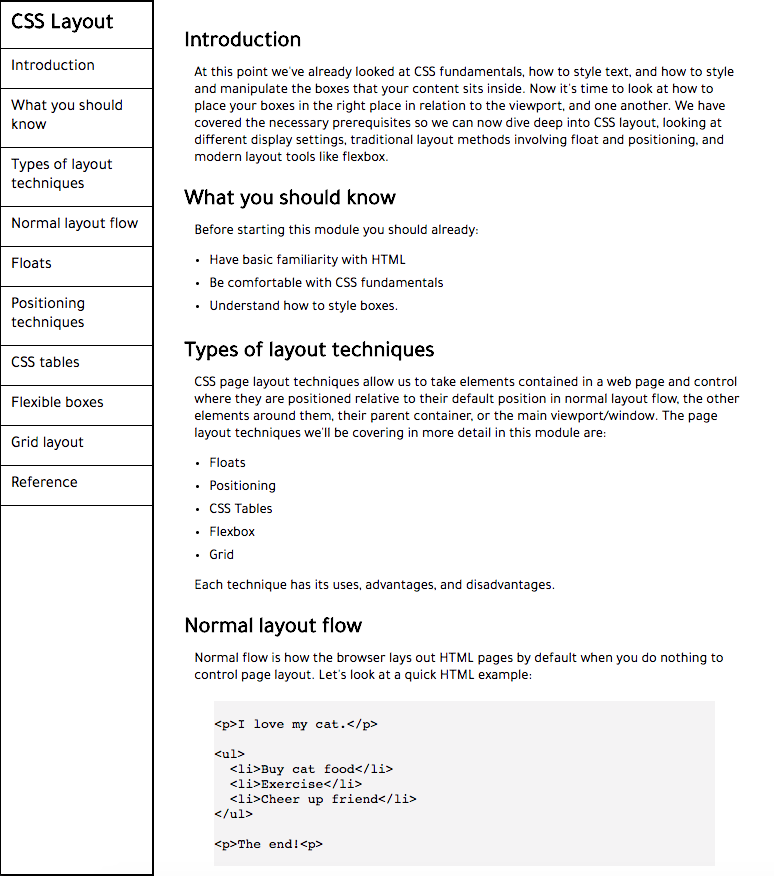 CSS Layout
Introduction
What you should
know
Types of layout
techniques
Normal layout flow
Floats
Positioning
techniques
CSS tables
Flexible boxes
Grid layout
Reference
Introduction
At this point we've already looked at CSS fundamentals, how to style text, and how to style
and manipulate the boxes that your content sits inside. Now it's time to look at how to
place your boxes in the right place in relation to the viewport, and one another. We have
covered the necessary prerequisites so we can now dive deep into CSS layout, looking at
different display settings, traditional layout methods involving float and positioning, and
modern layout tools like flexbox.
What you should know
Before starting this module you should already:
• Have basic familiarity with HTML
• Be comfortable with CSS fundamentals
• Understand how to style boxes.
Types of layout techniques
CSS page layout techniques allow us to take elements contained in a web page and control
where they are positioned relative to their default position in normal layout flow, the other
elements around them, their parent container, or the main viewport/window. The page
layout techniques we'll be covering in more detail in this module are:
• Floats
• Positioning
• CSS Tables
• Flexbox
• Grid
Each technique has its uses, advantages, and disadvantages.
Normal layout flow
Normal flow is how the browser lays out HTML pages by default when you do nothing to
control page layout. Let's look at a quick HTML example:
<p>I love my cat.</p>
<ul>
<li>Buy cat food</li>
<li>Exercise</li>
<li>Cheer up friend</li>
</ul>
<p>The end!<p>